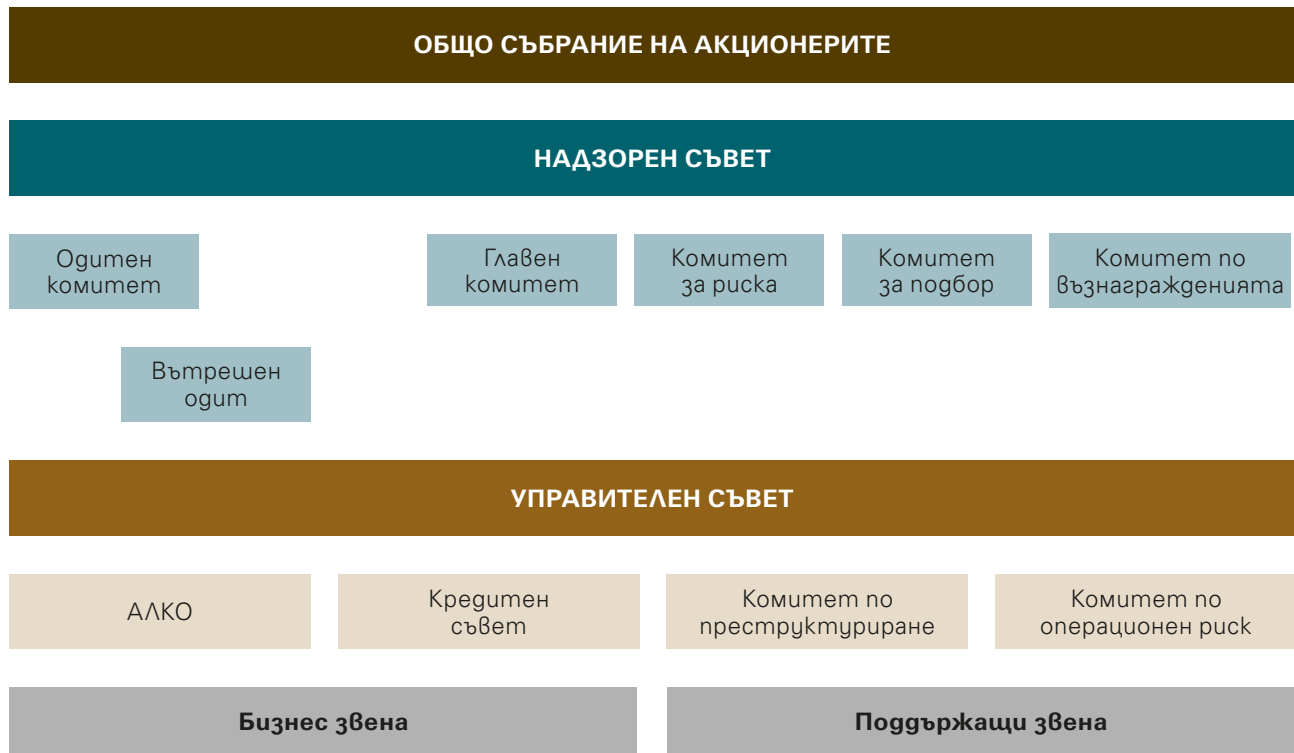 ОБЩО СЪБРАНИЕ НА АКЦИОНЕРИТЕ
НАДЗОРЕН СЪВЕТ
Одитен
комитет
Главен
комитет
Комитет
за риска
Комитет
за подбор
Комитет по
възнагражденията
Вътрешен
одит
УПРАВИТЕЛЕН СЪВЕТ
АЛКО
Кредитен
съвет
Комитет по
преструктуриране
Комитет по
операционен риск
Бизнес звена
Поддържащи звена